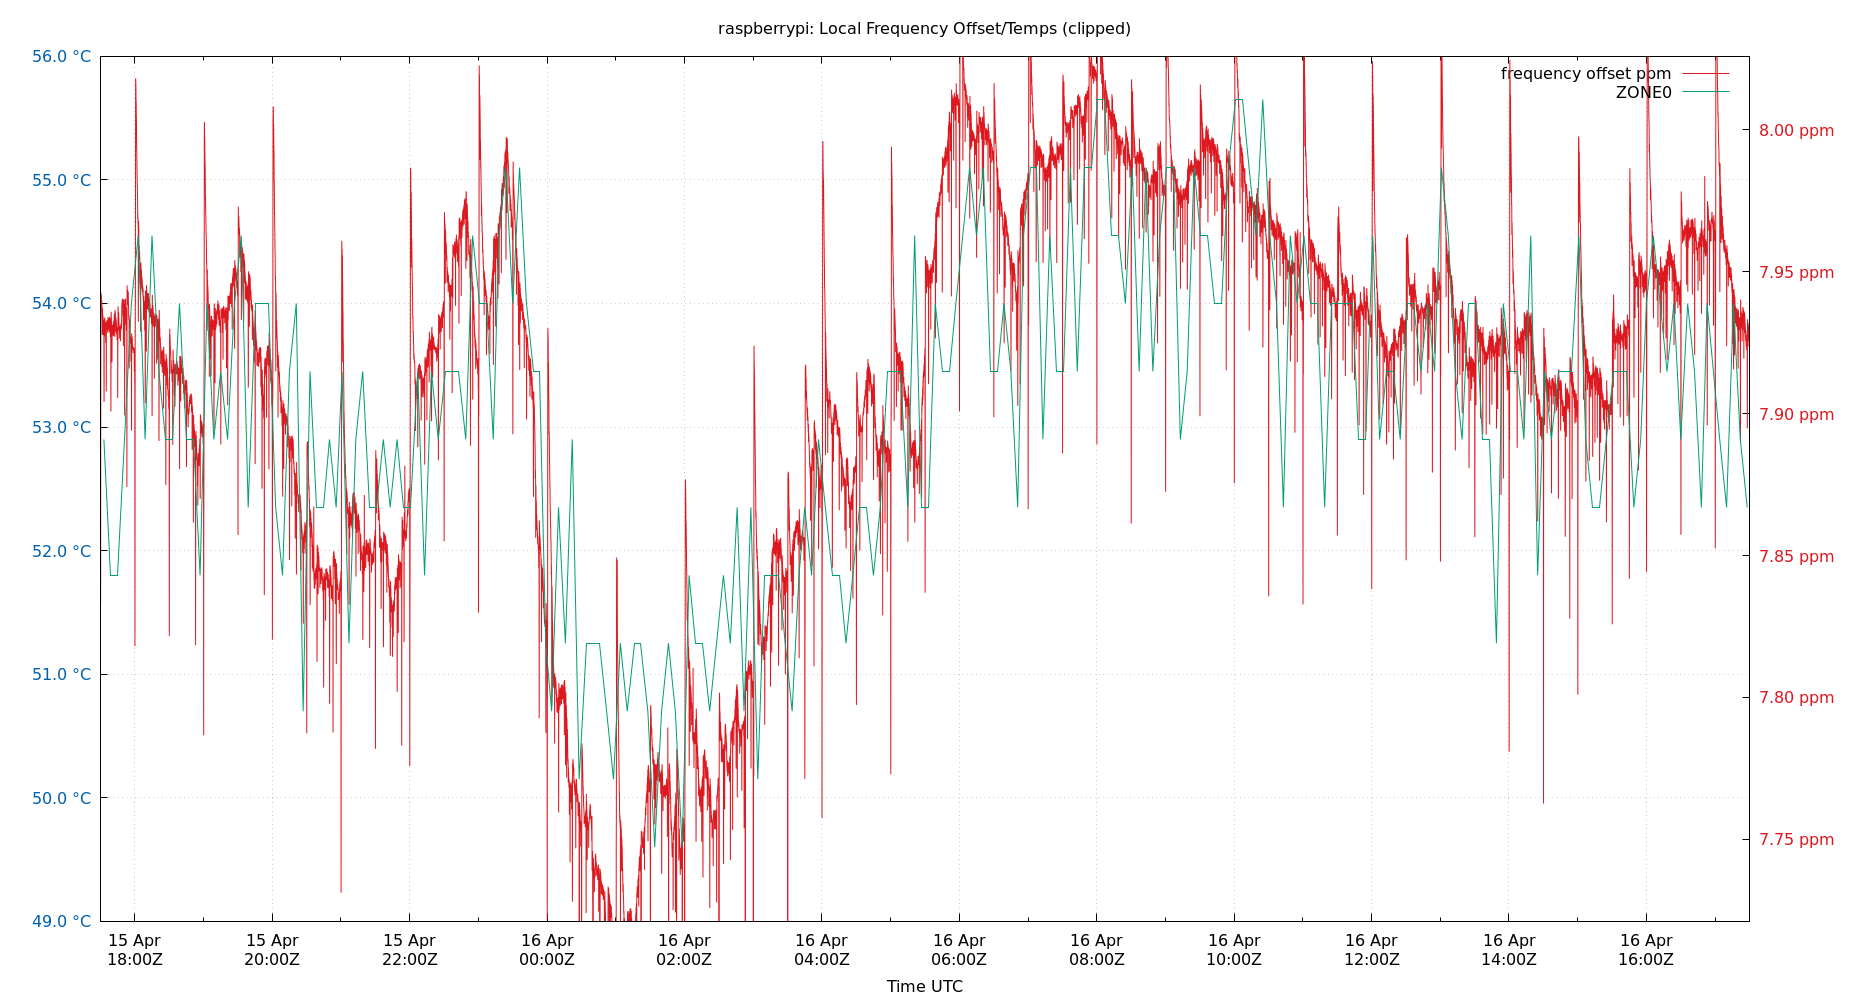 raspberrypi: Local Frequency Offset/Temps (clipped)
frequency offset ppm
ZONE0
56.0 °C
55.0 °C
54.0 °C
53.0 °C
52.0 °C
51.0 °C
50.0 °C
49.0 °C
8.00 ppm
7.95 ppm
7.90 ppm
7.85 ppm
7.80 ppm
7.75 ppm
15 Apr 15 Apr 15 Apr 16 Apr 16 Apr 16 Apr 16 Apr 16 Apr 16 Apr 16 Apr 16 Apr 16 Apr
18:00Z 20:00Z 22:00Z 00:00Z 02:00Z 04:00Z 06:00Z 08:00Z 10:00Z 12:00Z 14:00Z 16:00Z
Time UTC